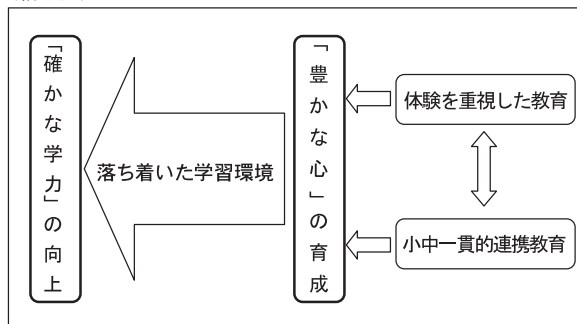 「確かな学力」の向上
落ち着いた学習環境
「豊かな心」の育成
体験を重視した教育
小中一貫的連携教育